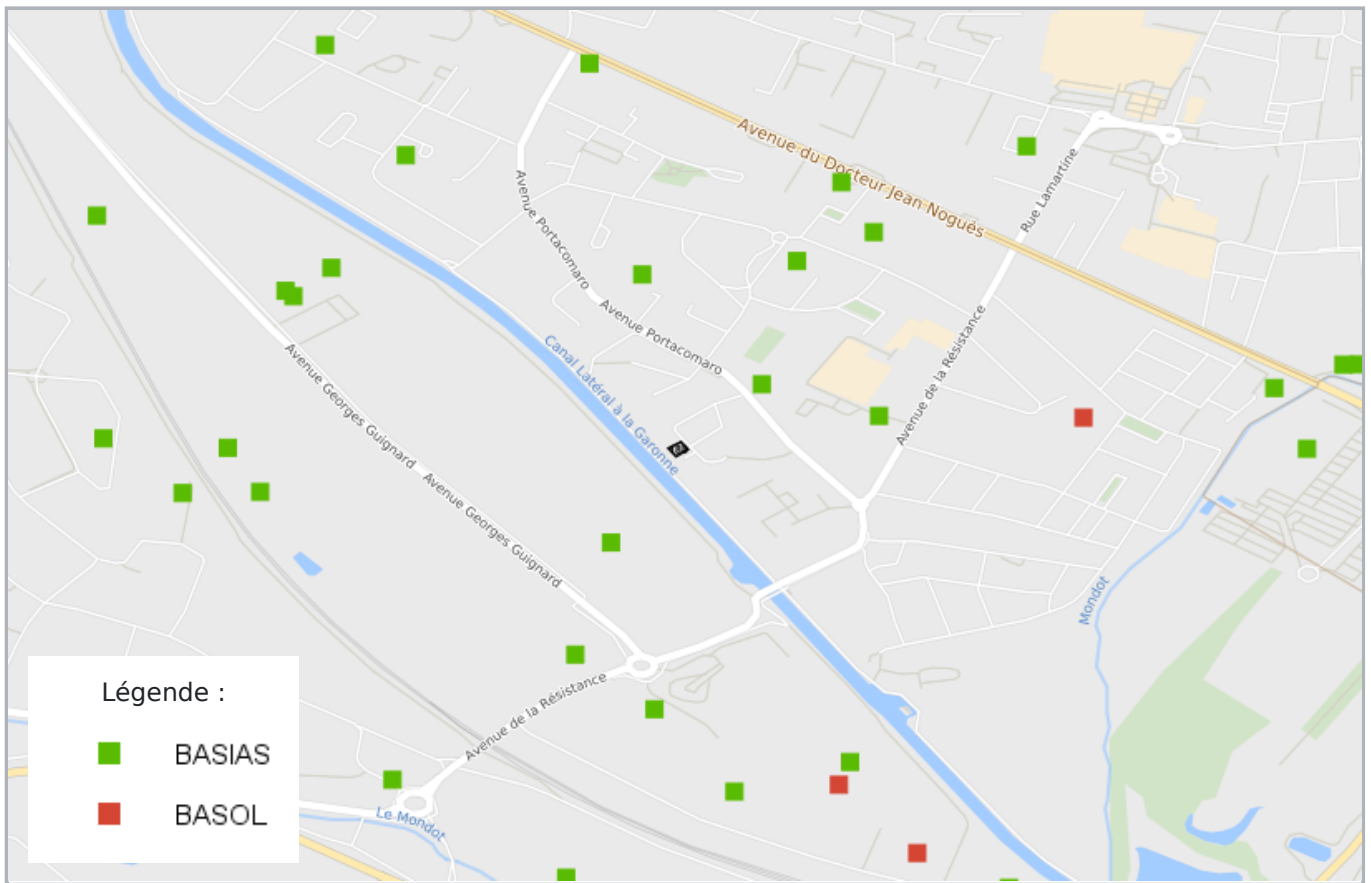 Avenue du Docteur Jean Nogués
Rue Lamartine
Avenue Portacomaro
Avenue Portacomaro
Canal Latéral à la Garonne
Avenue de la Résistance
Avenue Georges Guignard
Avenue Georges Guignard
Mondot
Avenue de la Résistance
Le Mondot
Légende :
BASIAS
BASOL